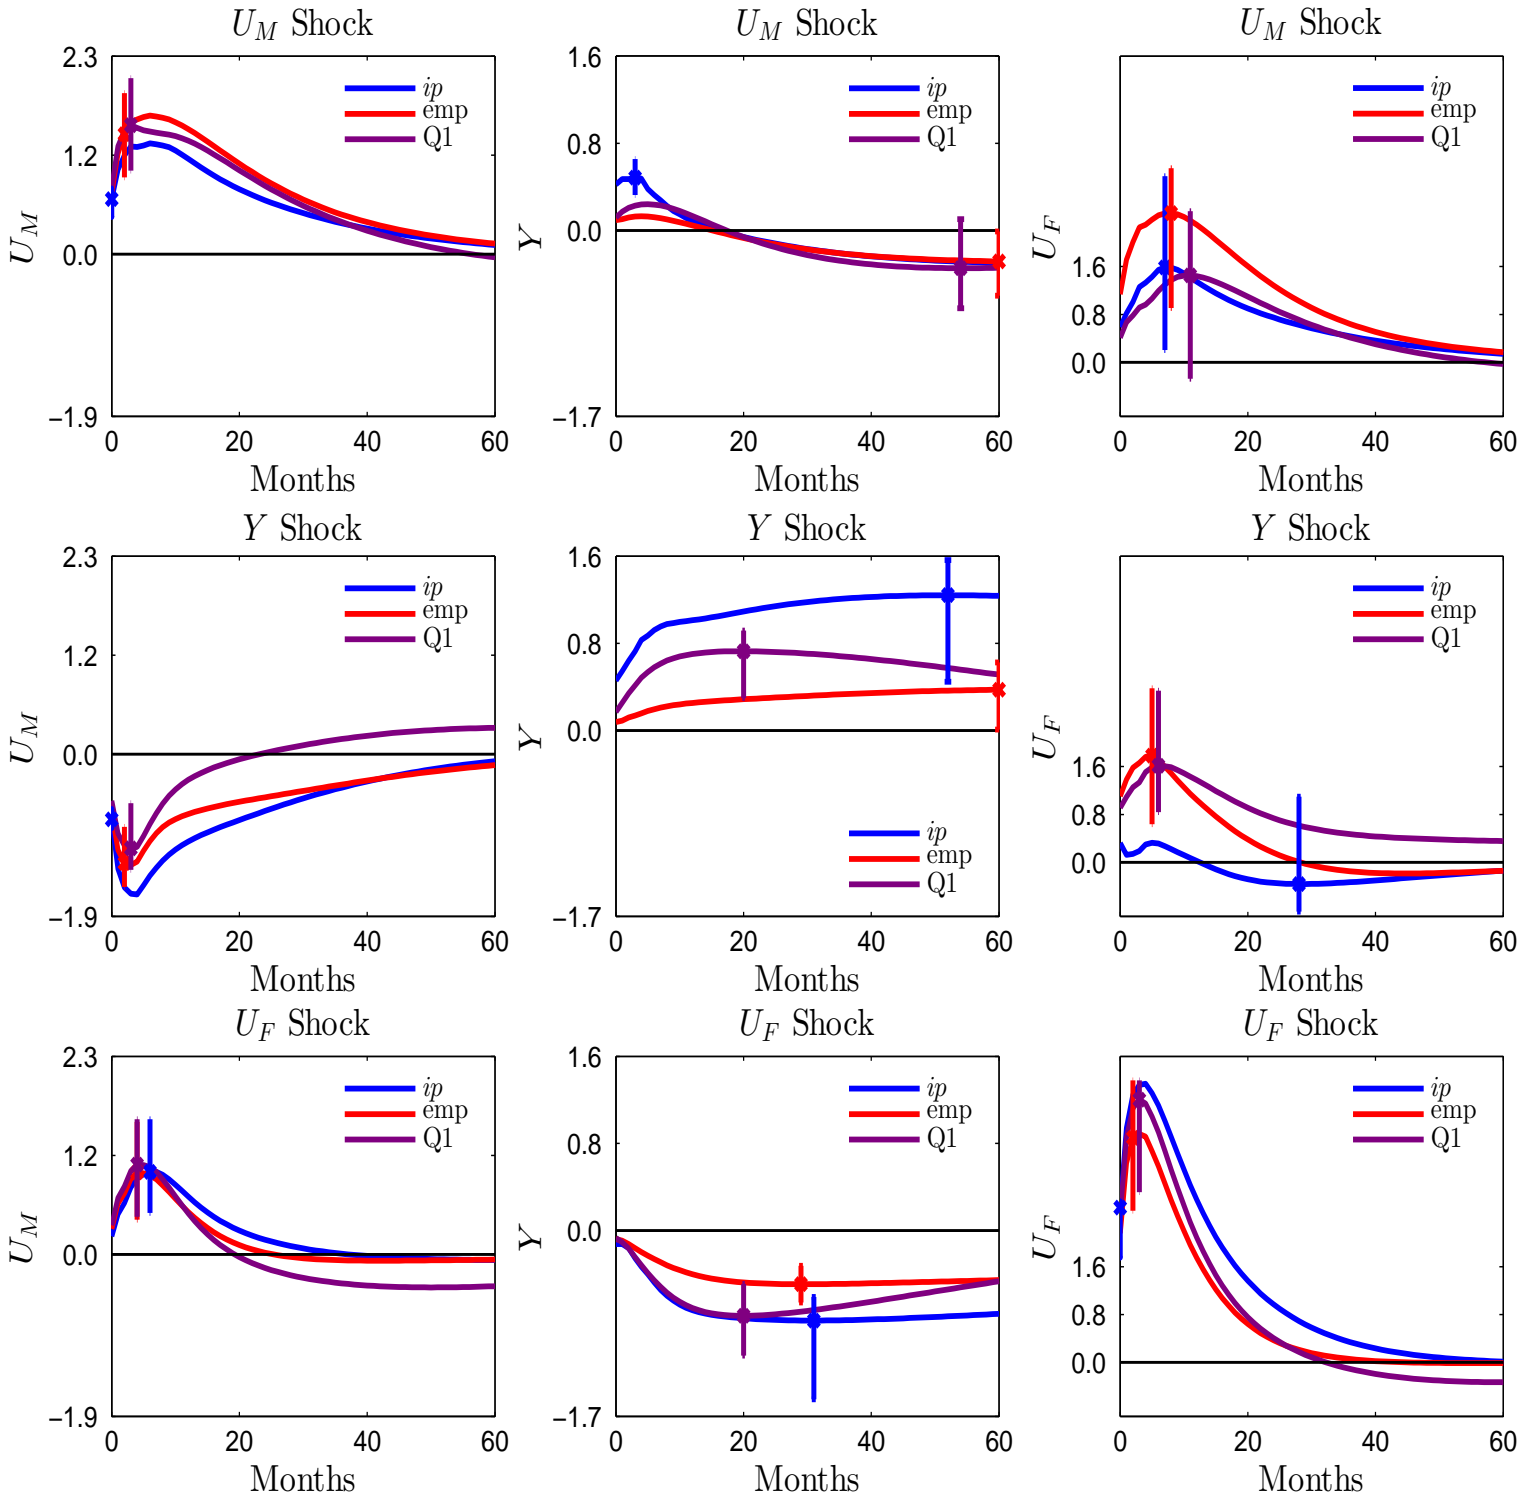 U_M Shock
U_M Shock
U_M Shock
2.3
1.2
0.0
−1.9
U_M
ip
emp
Q1
0 20 40 60
Months
1.6
0.8
0.0
−1.7
Y
ip
emp
Q1
0 20 40 60
Months
1.6
0.8
0.0
U_F
ip
emp
Q1
0 20 40 60
Months
Y Shock
Y Shock
Y Shock
2.3
1.2
0.0
−1.9
U_M
ip
emp
Q1
0 20 40 60
Months
1.6
0.8
0.0
−1.7
Y
ip
emp
Q1
0 20 40 60
Months
1.6
0.8
0.0
U_F
ip
emp
Q1
0 20 40 60
Months
U_F Shock
U_F Shock
U_F Shock
2.3
1.2
0.0
−1.9
U_M
ip
emp
Q1
0 20 40 60
Months
1.6
0.8
0.0
−1.7
Y
ip
emp
Q1
0 20 40 60
Months
1.6
0.8
0.0
U_F
ip
emp
Q1
0 20 40 60
Months